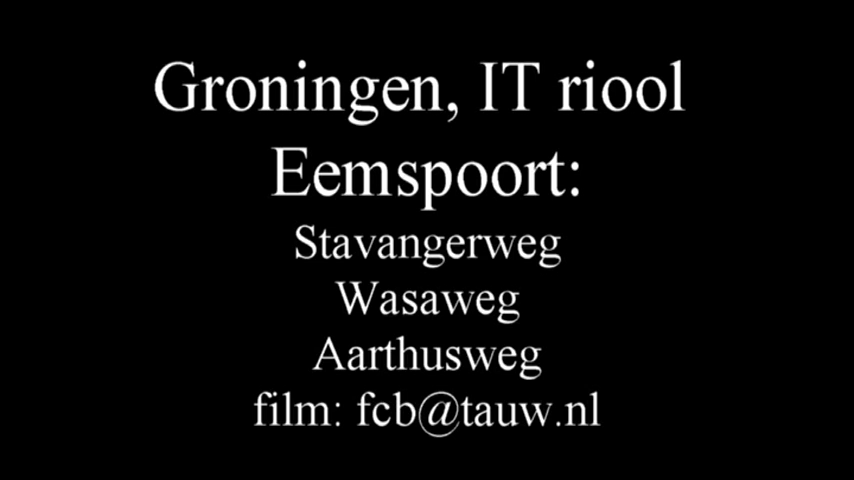 Groningen, IT riool
Eemspoort:
Stavangerweg
Wasaweg
Aarthusweg
film: fcb@tauw.nl